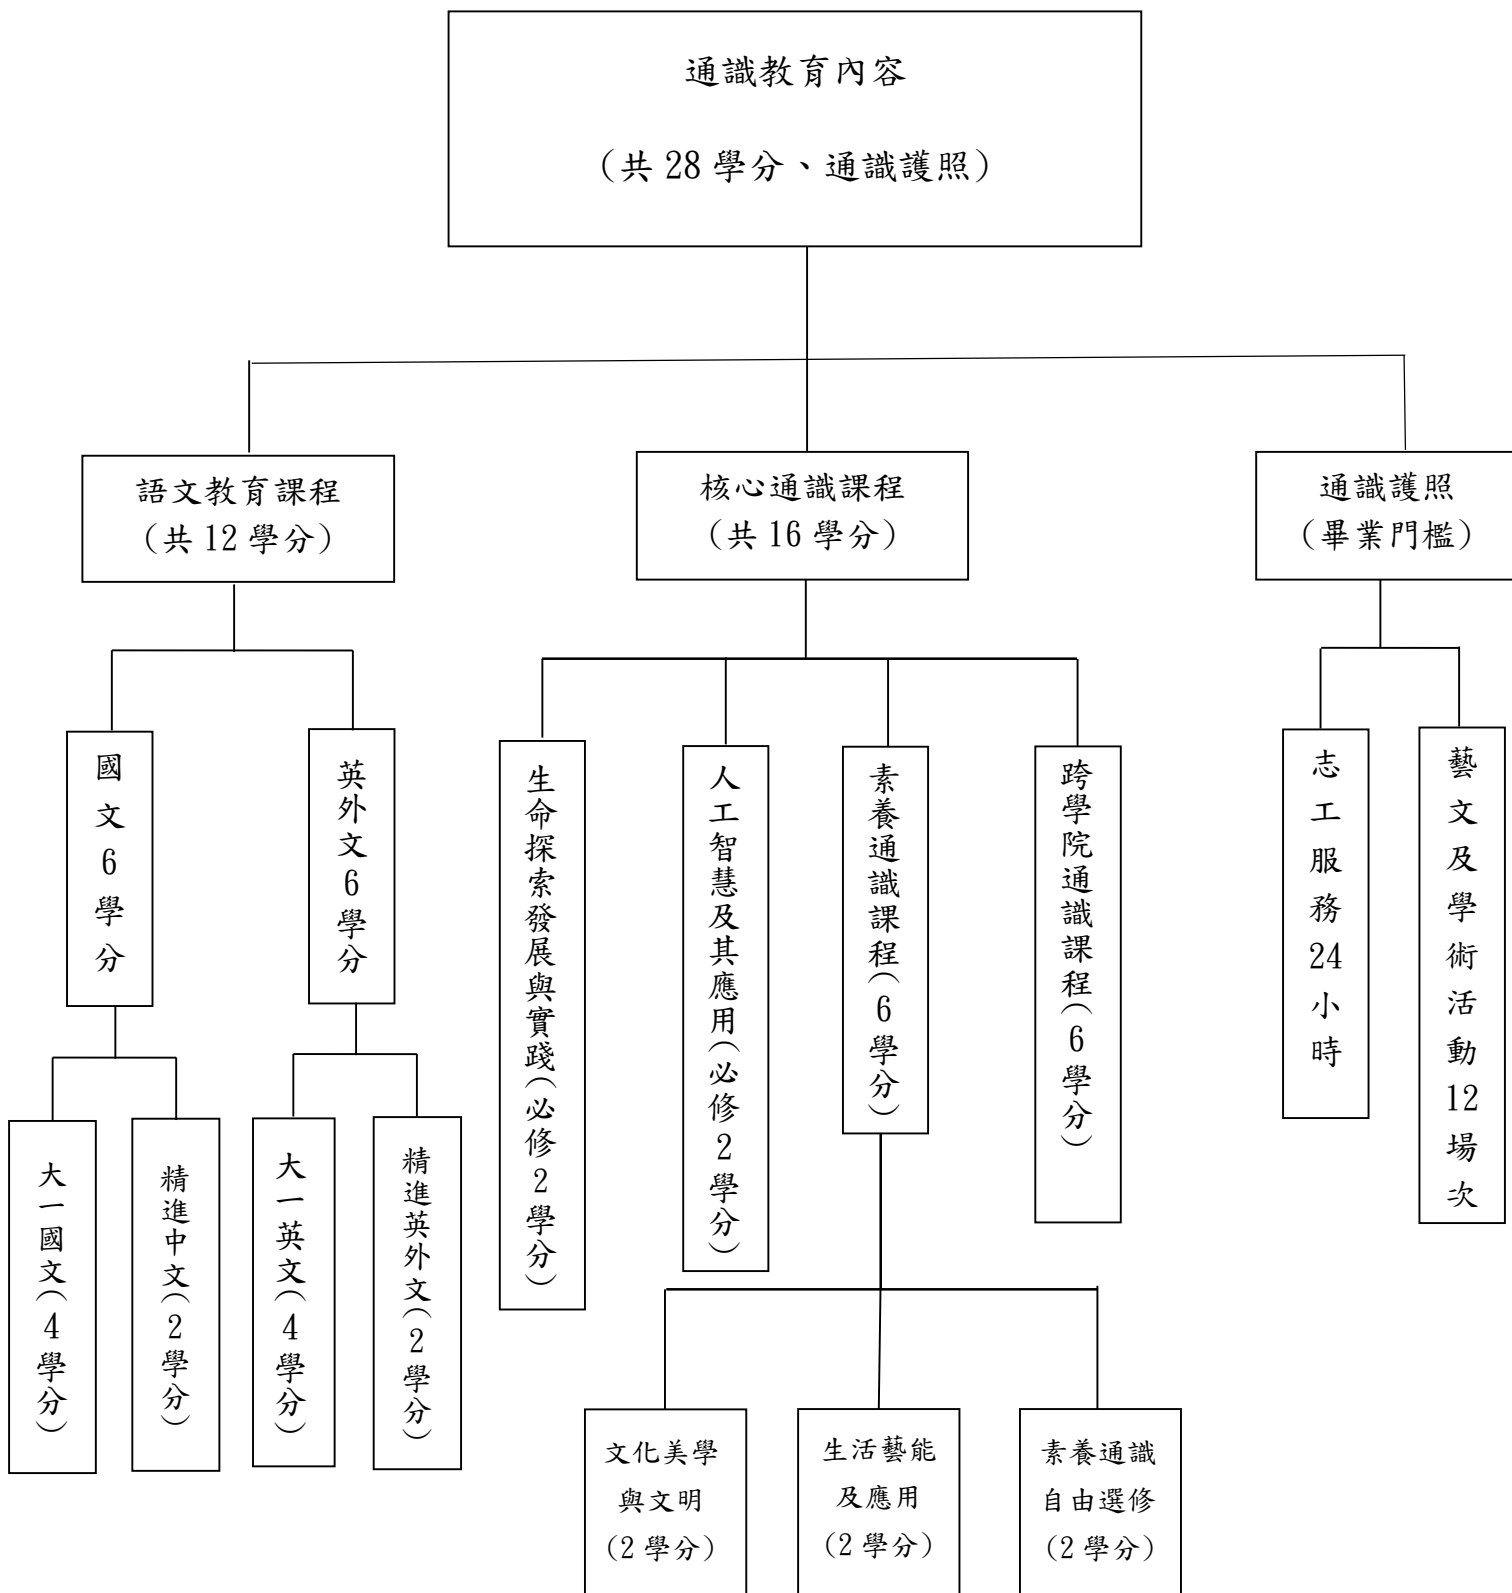 通識教育內容
（共 28 學分、通識護照）
語文教育課程
（共 12 學分）
核心通識課程
（共 16 學分）
通識護照
（畢業門檻）
國文6學分
英外文6學分
生命探索發展與實踐（必修2學分）
人工智慧及其應用（必修2學分）
素養通識課程（6學分）
跨學院通識課程（6學分）
志工服務24小時
藝文及學術活動12場次
大一國文（4學分）
精進中文（2學分）
大一英文（4學分）
精進英外文（2學分）
文化美學
與文明
（2 學分）
生活藝能
及應用
（2 學分）
素養通識
自由選修
（2 學分）